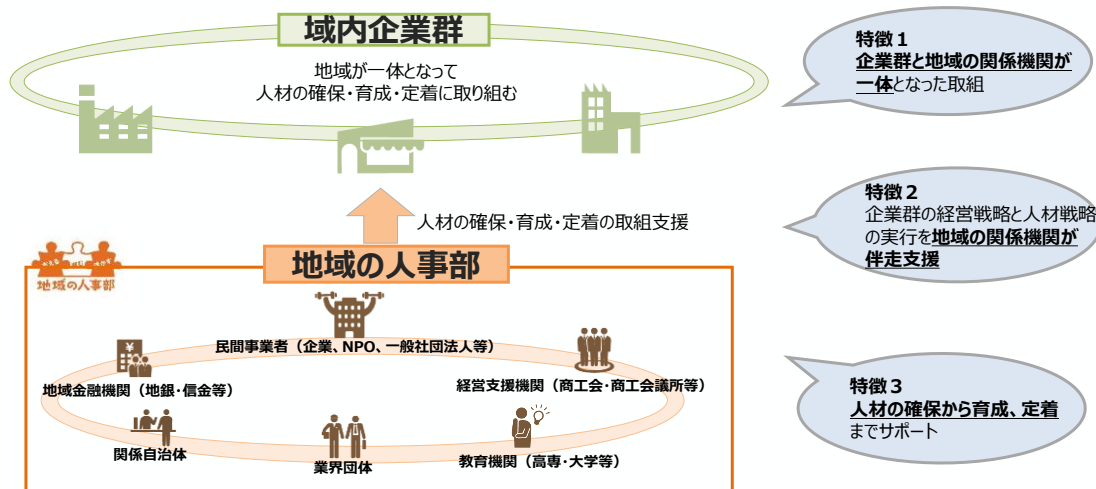 域内企業群
地域が一体となって
人材の確保・育成・定着に取り組む
特徴１
企業群と地域の関係機関が
一体となった取組
人材の確保・育成・定着の取組支援
特徴２
企業群の経営戦略と人材戦略
の実行を地域の関係機関が
伴走支援
地域の人事部
地域の人事部
民間事業者（企業、NPO、一般社団法人等）
¥
地域金融機関（地銀・信金等）
経営支援機関（商工会・商工会議所等）
関係自治体
業界団体
教育機関（高専・大学等）
特徴３
人材の確保から育成、定着
までサポート